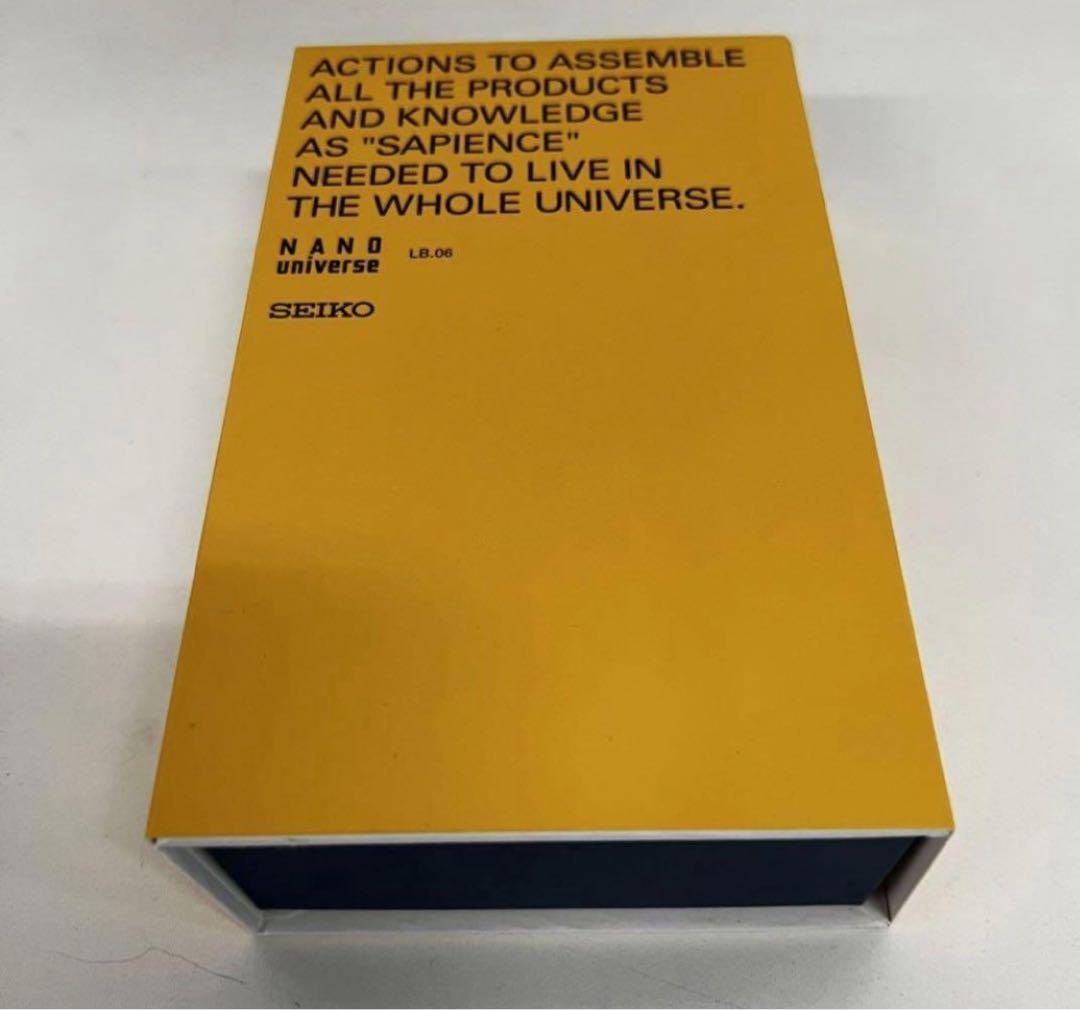 ACTIONS TO ASSEMBLE
ALL THE PRODUCTS
AND KNOWLEDGE
AS "SAPIENCE"
NEEDED TO LIVE IN
THE WHOLE UNIVERSE.
NANO
universe
LB.06
SEIKO